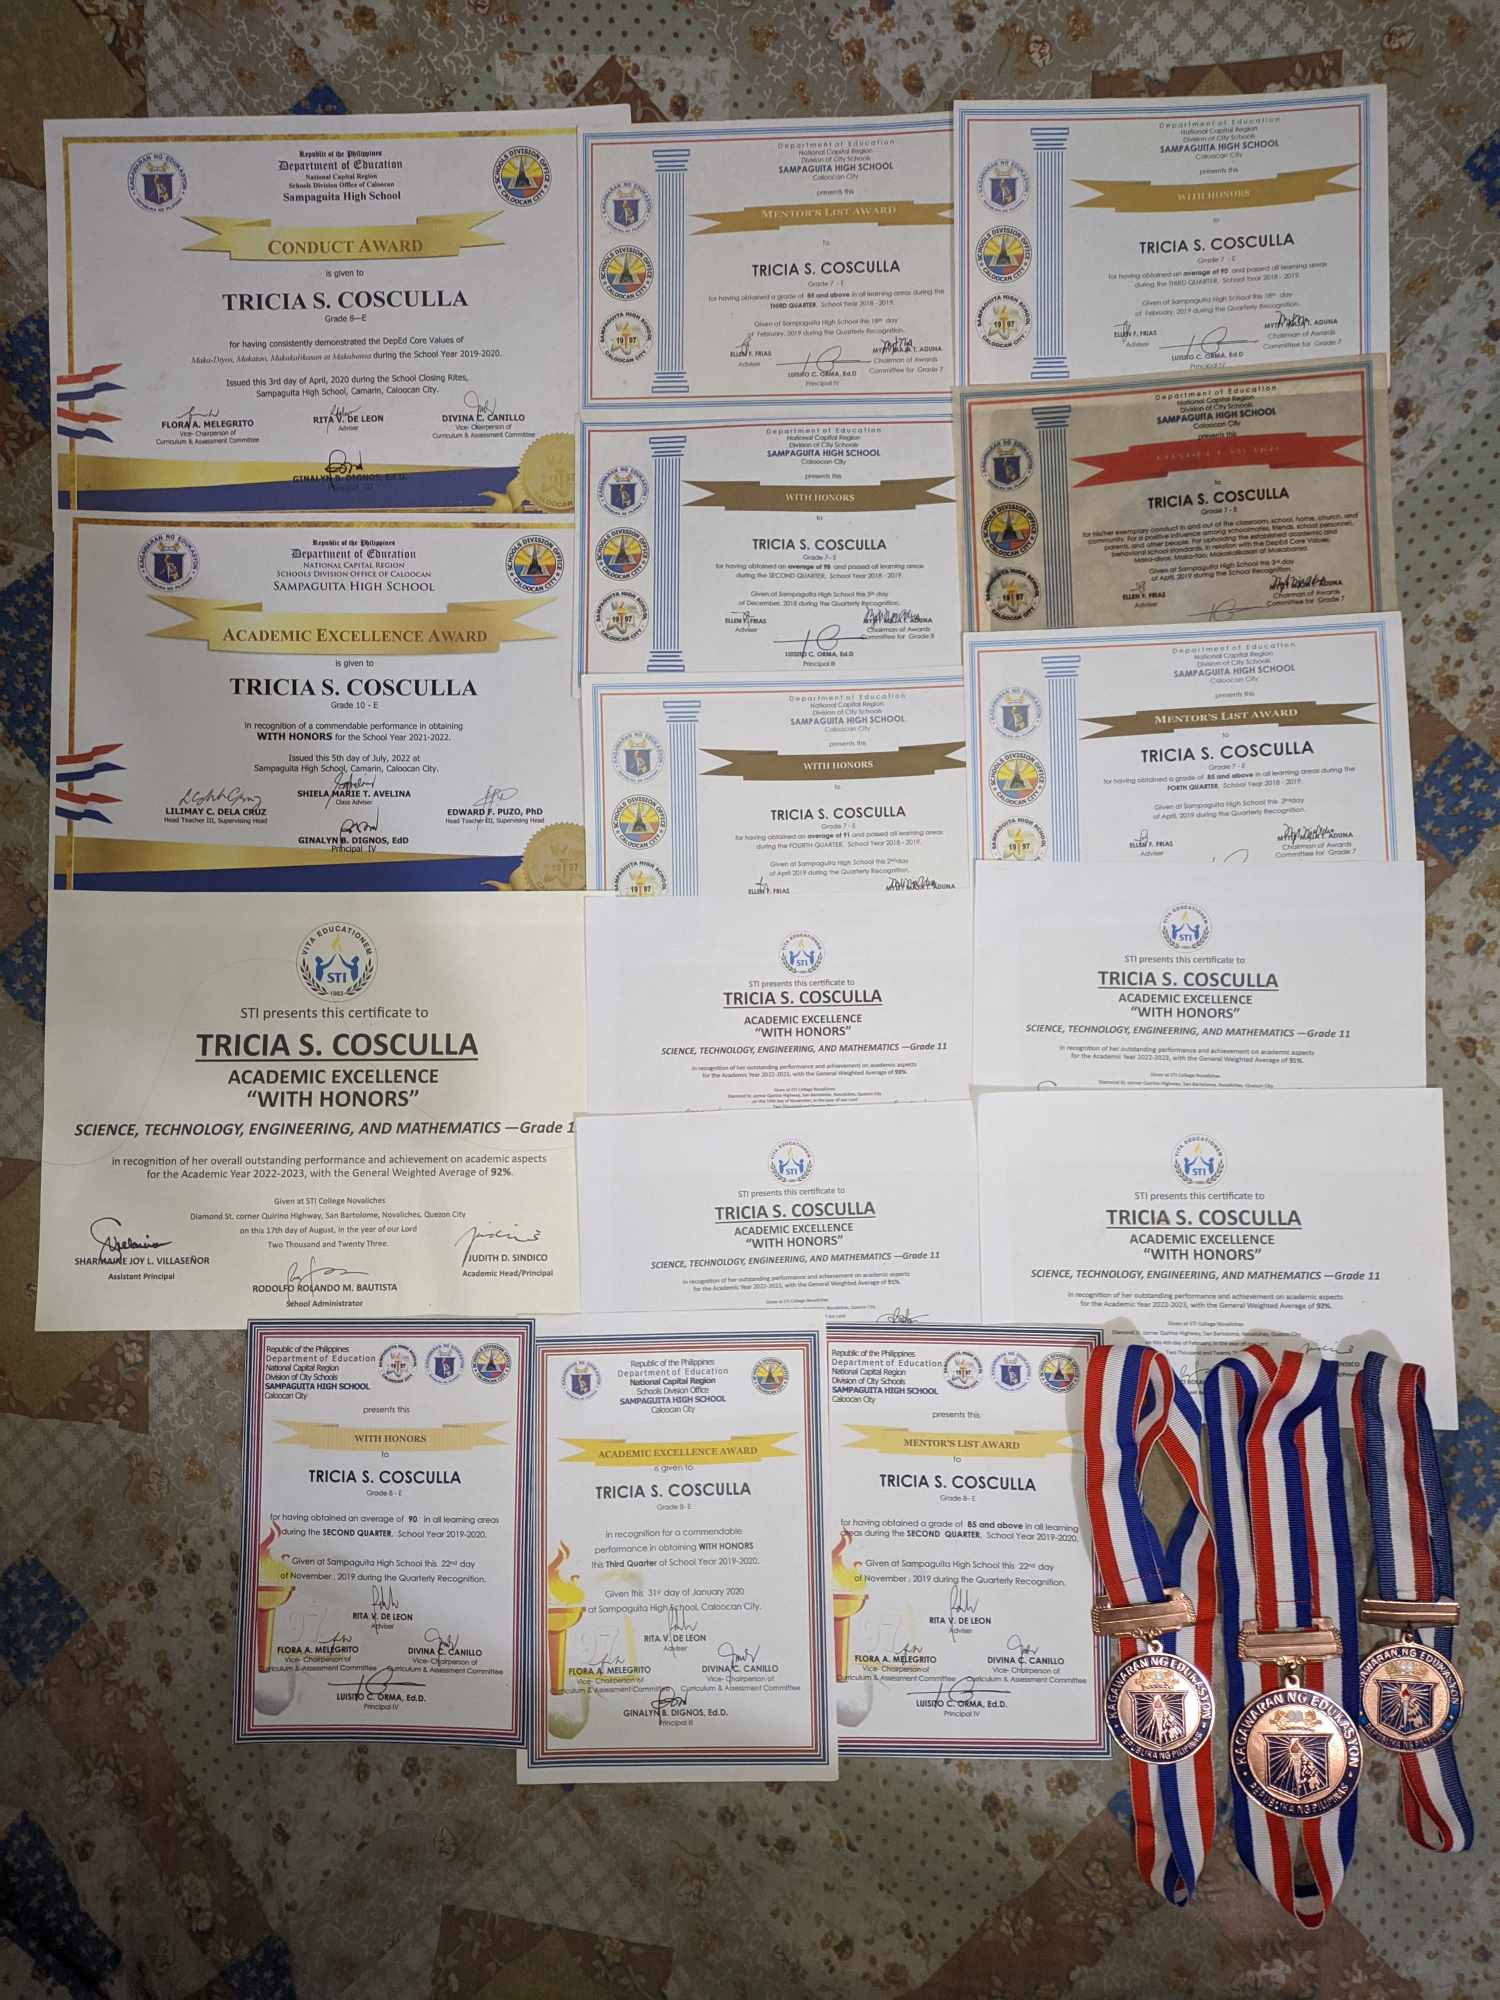 Republic of the Philippines
Department of Education
National Capital Region
Schools Division Office of Caloocan
Sampaguita High School
CONDUCT AWARD
is given to
TRICIA S. COSCULLA
Grade 8—E
for having consistently demonstrated the DepEd Core Values of
Maka-Diyos, Makatao, Makakalikasan at Makabansa during the School Year 2019-2020.
Issued this 3rd day of April, 2020 during the School Closing Rites,
Sampaguita High School, Camarin, Caloocan City.
FLORA A. MELEGRITO
Vice- Chairperson of
Curriculum & Assessment Committee
RITA V. DE LEON
Adviser
DIVINA C. CANILLO
Vice- Chairperson of
Curriculum & Assessment Committee
GINALYN B. DIGNOS, Ed.D.
Principal III
Department of Education
National Capital Region
Division of City Schools
SAMPAGUITA HIGH SCHOOL
Caloocan City
presents this
MENTOR'S LIST AWARD
to
TRICIA S. COSCULLA
Grade 7 - E
for having obtained a grade of 85 and above in all learning areas during the
THIRD QUARTER, School Year 2018 - 2019.
Given at Sampaguita High School this 18th day
of February, 2019 during the Quarterly Recognition.
ELLEN F. FRIAS
Adviser
LUISITO C. ORMA, Ed.D
Principal IV
MYTH MAJA T. ADUNA
Chairman of Awards
Committee for Grade 7
Department of Education
National Capital Region
Division of City Schools
SAMPAGUITA HIGH SCHOOL
Caloocan City
presents this
WITH HONORS
to
TRICIA S. COSCULLA
Grade 7 - E
for having obtained an average of 90 and passed all learning areas
during the THIRD QUARTER, School Year 2018 - 2019.
Given at Sampaguita High School this 18th day
of February, 2019 during the Quarterly Recognition.
ELLEN F. FRIAS
Adviser
LUISITO C. ORMA, Ed.D
Principal IV
MYTH MAJA T. ADUNA
Chairman of Awards
Committee for Grade 7
Department of Education
National Capital Region
Division of City Schools
SAMPAGUITA HIGH SCHOOL
Caloocan City
presents this
WITH HONORS
to
TRICIA S. COSCULLA
Grade 7- E
for having obtained an average of and passed all learning areas
during the SECOND QUARTER, School Year 2018 - 2019.
Given at Sampaguita High School this 5th day
of December, 2018 during the Quarterly Recognition.
ELLEN F. FRIAS
Adviser
LUISITO C. ORMA, Ed.D
Principal III
MYTH MAJA T. ADUNA
Chairman of Awards
Committee for Grade 8
Department of Education
National Capital Region
Division of City Schools
SAMPAGUITA HIGH SCHOOL
Caloocan City
presents this
to
TRICIA S. COSCULLA
Grade 7 - E
for his/her exemplary conduct in and out of the classroom, school, home, church, and
community. For a positive influence among schoolmates, friends, school personnel,
parents, and other people. For upholding the established academic and
behavioral school standards, in relation with the DepEd Core Values,
Maka-diyos, Maka-tao, Makakalikasan at Makabansa.
Given at Sampaguita High School this 3rd day
of April, 2019 during the School Recognition.
ELLEN F. FRIAS
Adviser
MYTH MAJA T. ADUNA
Chairman of Awards
Committee for Grade 7
Republic of the Philippines
Department of Education
NATIONAL CAPITAL REGION
SCHOOLS DIVISION OFFICE OF CALOOCAN
SAMPAGUITA HIGH SCHOOL
ACADEMIC EXCELLENCE AWARD
is given to
TRICIA S. COSCULLA
Grade 10 - E
In recognition of a commendable performance in obtaining
WITH HONORS for the School Year 2021-2022.
Issued this 5th day of July, 2022 at
Sampaguita High School, Camarin, Caloocan City.
SHIELA MARIE T. AVELINA
Class Adviser
LILIMAY C. DELA CRUZ
Head Teacher III, Supervising Head
EDWARD F. PUZO, PhD
Head Teacher III, Supervising Head
GINALYN B. DIGNOS, EdD
Principal IV
Department of Education
National Capital Region
Division of City Schools
SAMPAGUITA HIGH SCHOOL
Caloocan City
presents this
WITH HONORS
to
TRICIA S. COSCULLA
Grade 7 - E
for having obtained an average of 91 and passed all learning areas
during the FOURTH QUARTER, School Year 2018 - 2019.
Given at Sampaguita High School this 2nd day
of April 2019 during the Quarterly Recognition.
ELLEN F. FRIAS
MYTH MAJA T. ADUNA
Department of Education
National Capital Region
Division of City Schools
SAMPAGUITA HIGH SCHOOL
Caloocan City
presents this
MENTOR'S LIST AWARD
to
TRICIA S. COSCULLA
Grade 7 - E
for having obtained a grade of 85 and above in all learning areas during the
FORTH QUARTER, School Year 2018 - 2019.
Given at Sampaguita High School this 2nd day
of April, 2019 during the Quarterly Recognition.
ELLEN F. FRIAS
Adviser
MYTH MAJA T. ADUNA
Chairman of Awards
Committee for Grade 7
VITA EDUCATIONEM
STI
1983
STI presents this certificate to
TRICIA S. COSCULLA
ACADEMIC EXCELLENCE
"WITH HONORS"
SCIENCE, TECHNOLOGY, ENGINEERING, AND MATHEMATICS —Grade 1
in recognition of her overall outstanding performance and achievement on academic aspects
for the Academic Year 2022-2023, with the General Weighted Average of 92%.
Given at STI College Novaliches
Diamond St. corner Quirino Highway, San Bartolome, Novaliches, Quezon City
on this 17th day of August, in the year of our Lord
Two Thousand and Twenty Three.
SHARMAINE JOY L. VILLASEÑOR
Assistant Principal
JUDITH D. SINDICO
Academic Head/Principal
RODOLFO ROLANDO M. BAUTISTA
School Administrator
STI
STI presents this certificate to
TRICIA S. COSCULLA
ACADEMIC EXCELLENCE
"WITH HONORS"
SCIENCE, TECHNOLOGY, ENGINEERING, AND MATHEMATICS —Grade 11
in recognition of her outstanding performance and achievement on academic aspects
for the Academic Year 2022-2023, with the General Weighted Average of
Given at STI College Novaliches
Diamond St. corner Quirino Highway, San Bartolome, Novaliches, Quezon City
STI
STI presents this certificate to
TRICIA S. COSCULLA
ACADEMIC EXCELLENCE
"WITH HONORS"
SCIENCE, TECHNOLOGY, ENGINEERING, AND MATHEMATICS —Grade 11
in recognition of her outstanding performance and achievement on academic aspects
for the Academic Year 2022-2023, with the General Weighted Average of 91%.
Given at STI College Novaliches
Diamond St. corner Quirino Highway, San Bartolome, Novaliches, Quezon City
STI
STI presents this certificate to
TRICIA S. COSCULLA
ACADEMIC EXCELLENCE
"WITH HONORS"
SCIENCE, TECHNOLOGY, ENGINEERING, AND MATHEMATICS —Grade 11
in recognition of her outstanding performance and achievement on academic aspects
for the Academic Year 2022-2023, with the General Weighted Average of 91%.
Given at STI College Novaliches
STI
STI presents this certificate to
TRICIA S. COSCULLA
ACADEMIC EXCELLENCE
"WITH HONORS"
SCIENCE, TECHNOLOGY, ENGINEERING, AND MATHEMATICS —Grade 11
in recognition of her outstanding performance and achievement on academic aspects
for the Academic Year 2022-2023, with the General Weighted Average of 92%.
Given at STI College Novaliches
Diamond St. corner Quirino Highway, San Bartolome, Novaliches, Quezon City
Republic of the Philippines
Department of Education
National Capital Region
Division of City Schools
SAMPAGUITA HIGH SCHOOL
Caloocan City
presents this
WITH HONORS
to
TRICIA S. COSCULLA
Grade 8 - E
for having obtained an average of 90 in all learning areas
during the SECOND QUARTER, School Year 2019-2020.
Given at Sampaguita High School this 22nd day
of November, 2019 during the Quarterly Recognition.
RITA V. DE LEON
Adviser
FLORA A. MELEGRITO
Vice- Chairperson of
Curriculum & Assessment Committee
DIVINA C. CANILLO
Vice- Chairperson of
Curriculum & Assessment Committee
LUISITO C. ORMA, Ed.D.
Principal IV
Republic of the Philippines
Department of Education
National Capital Region
Schools Division Office
SAMPAGUITA HIGH SCHOOL
Caloocan City
ACADEMIC EXCELLENCE AWARD
is given to
TRICIA S. COSCULLA
Grade 8- E
in recognition for a commendable
performance in obtaining WITH HONORS
this Third Quarter of School Year 2019-2020.
Given this 31st day of January 2020
at Sampaguita High School, Caloocan City.
RITA V. DE LEON
Adviser
FLORA A. MELEGRITO
Vice- Chairperson of
Curriculum & Assessment Committee
DIVINA C. CANILLO
Vice- Chairperson of
Curriculum & Assessment Committee
GINALYN B. DIGNOS, Ed.D.
Principal III
Republic of the Philippines
Department of Education
National Capital Region
Division of City Schools
SAMPAGUITA HIGH SCHOOL
Caloocan City
presents this
MENTOR'S LIST AWARD
to
TRICIA S. COSCULLA
Grade 8- E
for having obtained a grade of 85 and above in all learning
areas during the SECOND QUARTER, School Year 2019-2020.
Given at Sampaguita High School this 22nd day
of November, 2019 during the Quarterly Recognition.
RITA V. DE LEON
Adviser
FLORA A. MELEGRITO
Vice- Chairperson of
Curriculum & Assessment Committee
DIVINA C. CANILLO
Vice- Chairperson of
Curriculum & Assessment Committee
LUISITO C. ORMA, Ed.D.
Principal IV
KAGAWARAN NG EDUKASYON
REPUBLIKA NG PILIPINAS
KAGAWARAN NG EDUKASYON
REPUBLIKA NG PILIPINAS
KAGAWARAN NG EDUKASYON
REPUBLIKA NG PILIPINAS